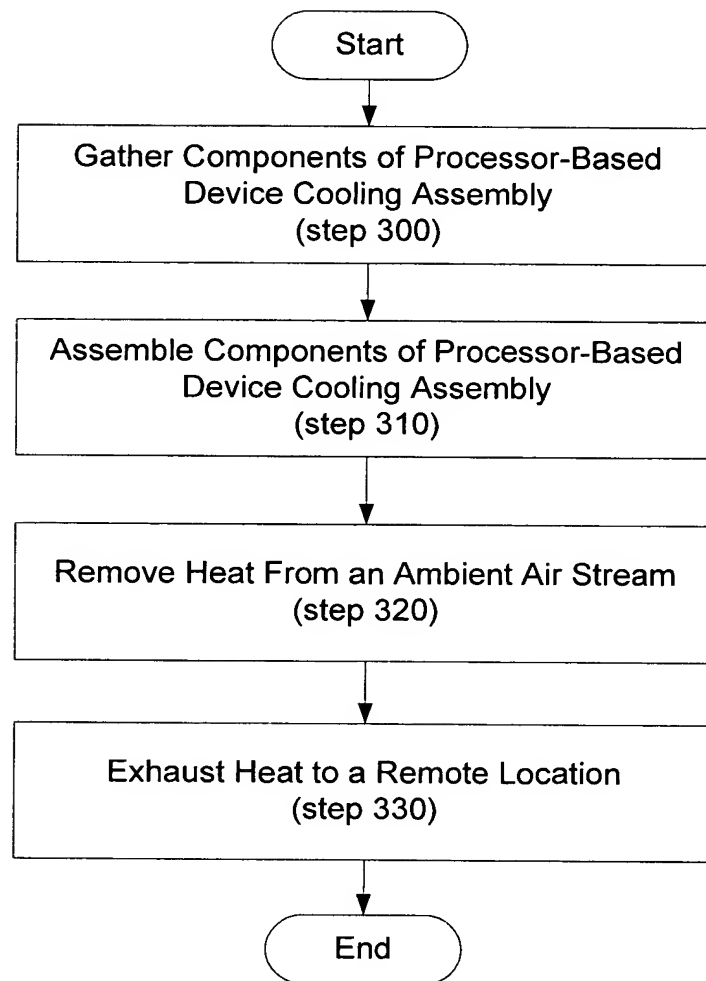 Start
Gather Components of Processor-Based
Device Cooling Assembly
(step 300)
Assemble Components of Processor-Based
Device Cooling Assembly
(step 310)
Remove Heat From an Ambient Air Stream
(step 320)
Exhaust Heat to a Remote Location
(step 330)
End